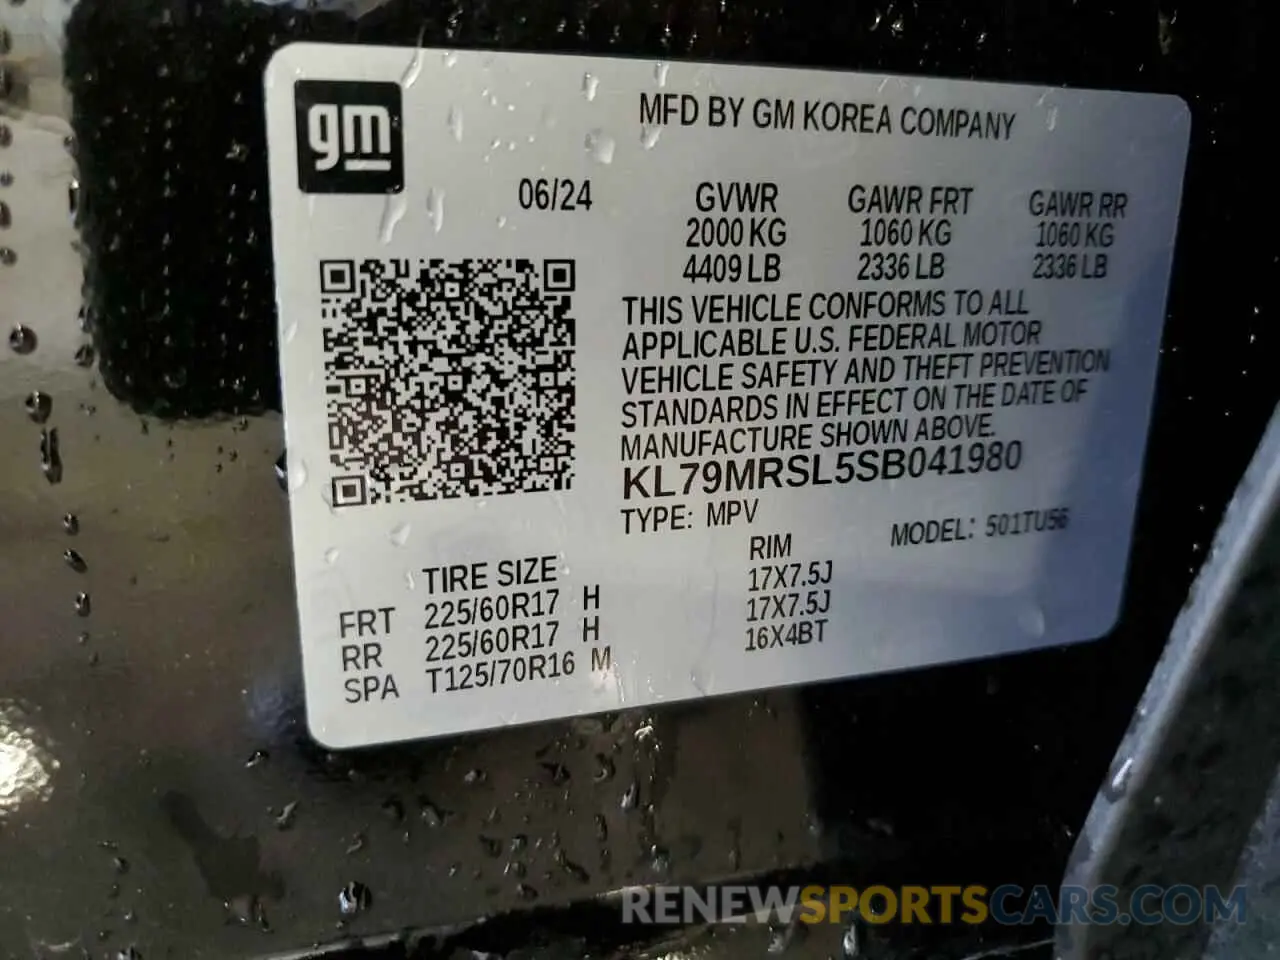 gm
MFD BY GM KOREA COMPANY
06/24 GVWR GAWR FRT GAWR RR
2000 KG 1060 KG 1060 KG
4409 LB 2336 LB 2336 LB
THIS VEHICLE CONFORMS TO ALL
APPLICABLE U.S. FEDERAL MOTOR
VEHICLE SAFETY AND THEFT PREVENTION
STANDARDS IN EFFECT ON THE DATE OF
MANUFACTURE SHOWN ABOVE.
KL79MRSL5SB041980
TYPE: MPV MODEL: 501TU56
TIRE SIZE RIM
FRT 225/60R17 H 17X7.5J
RR 225/60R17 H 17X7.5J
SPA T125/70R16 M 16X4BT
RENEWSPORTSCARS.COM